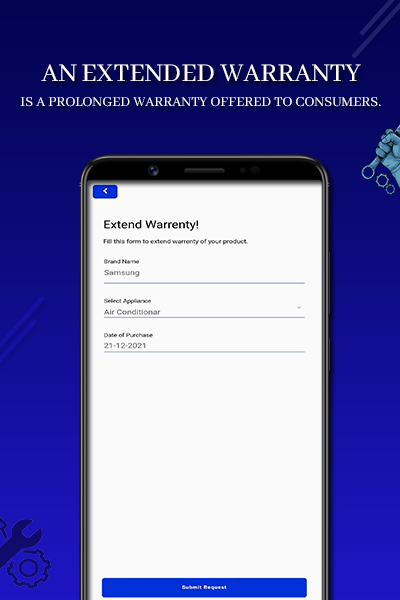 AN EXTENDED WARRANTY
IS A PROLONGED WARRANTY OFFERED TO CONSUMERS.
Extend Warrenty!
Fill this form to extend warrenty of your product.
Brand Name
Samsung
Select Appliance
Air Conditionar
Date of Purchase
21-12-2021
Submit Request